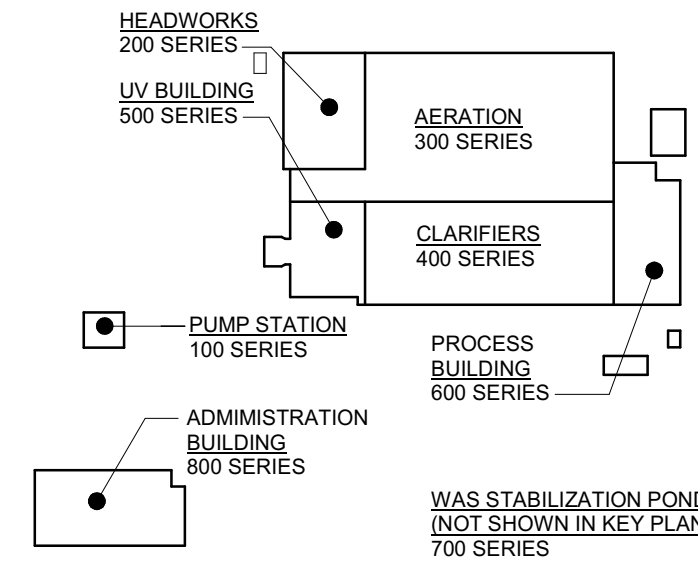 HEADWORKS
200 SERIES
UV BUILDING
500 SERIES
AERATION
300 SERIES
CLARIFIERS
400 SERIES
PUMP STATION
100 SERIES
PROCESS
BUILDING
600 SERIES
ADMIMISTRATION
BUILDING
800 SERIES
WAS STABILIZATION POND
(NOT SHOWN IN KEY PLAN
700 SERIES